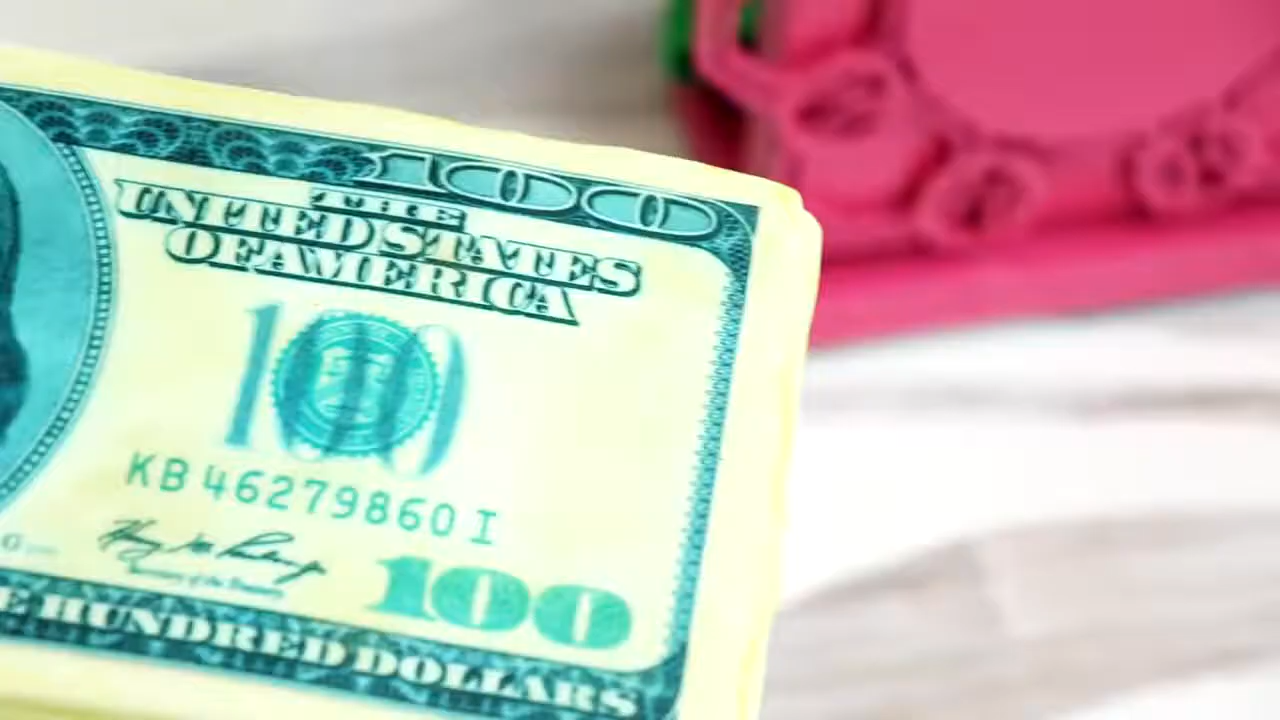 100
THE
UNITED STATES
OF AMERICA
100
KB 46279860 I
100
E HUNDRED DOLLARS